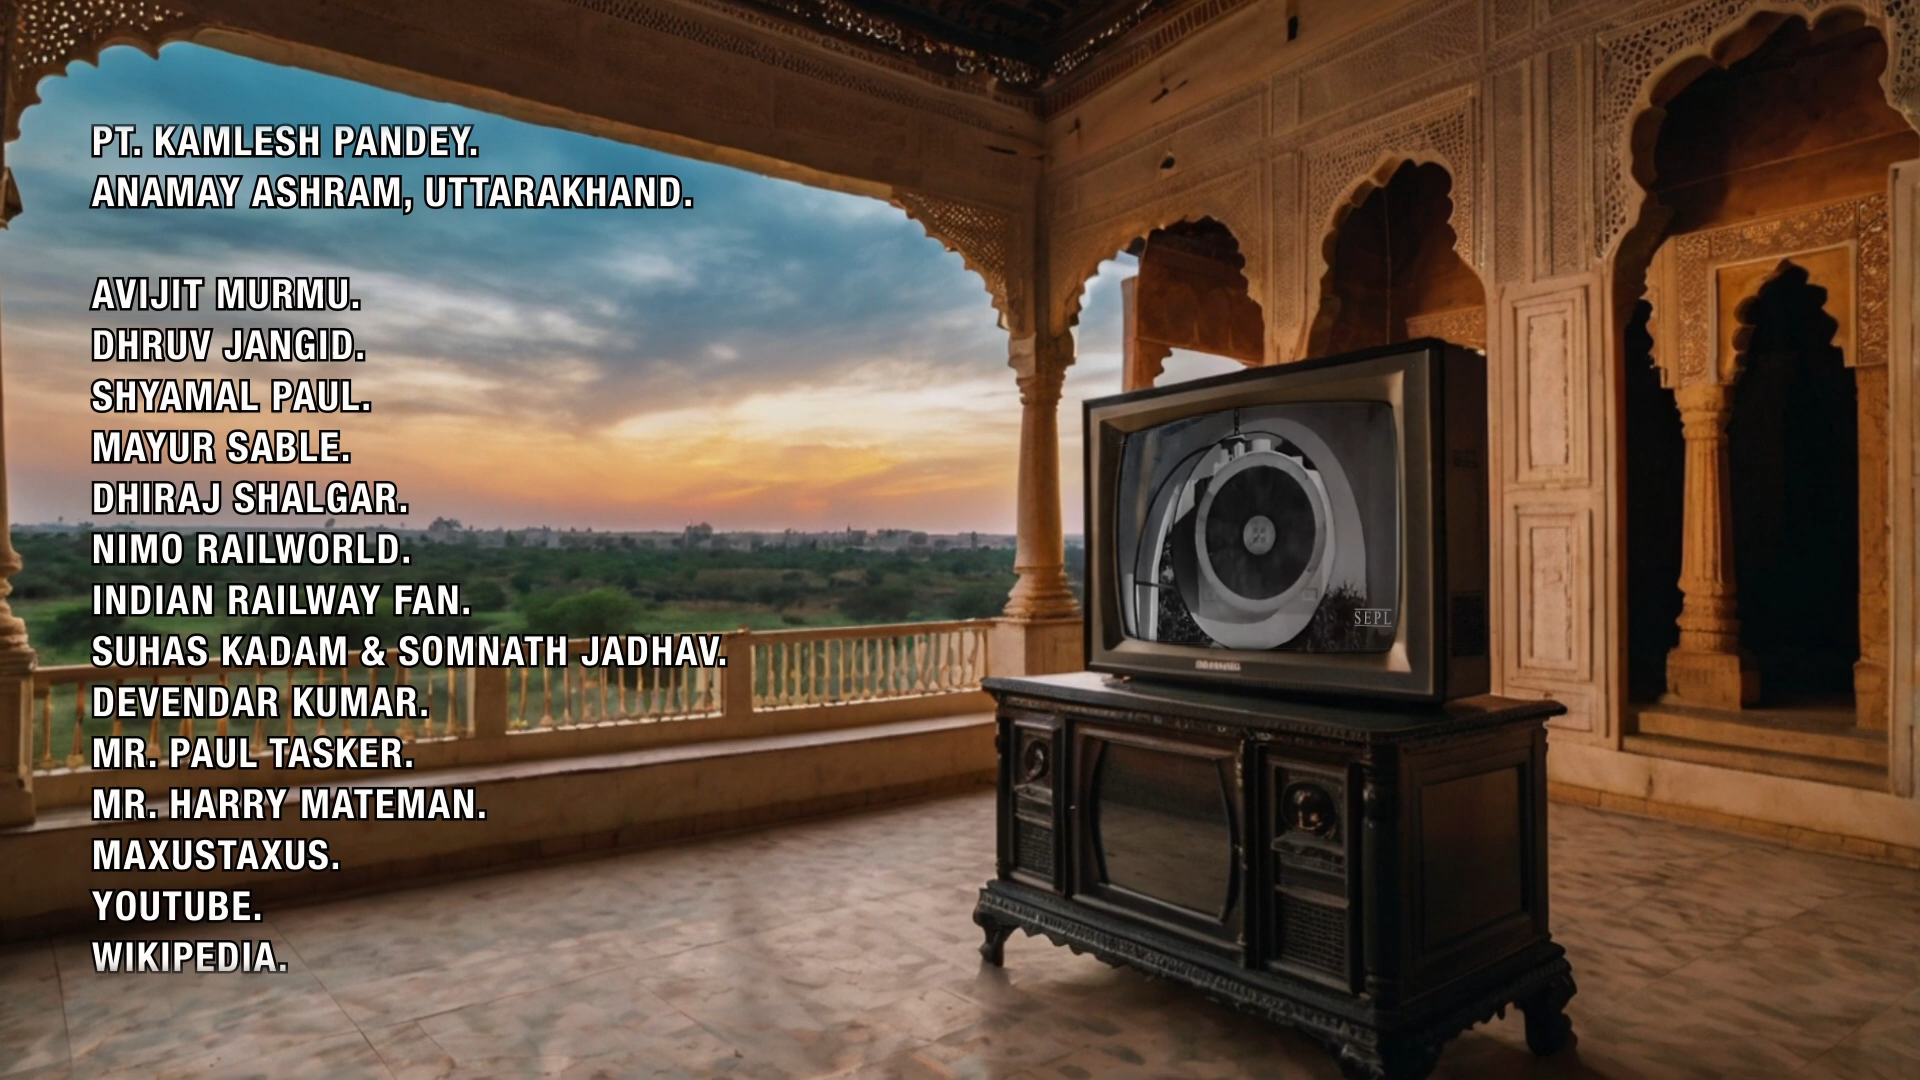 PT. KAMLESH PANDEY.
ANAMAY ASHRAM, UTTARAKHAND.
AVIJIT MURMU.
DHRUV JANGID.
SHYAMAL PAUL.
MAYUR SABLE.
DHIRAJ SHALGAR.
NIMO RAILWORLD.
INDIAN RAILWAY FAN.
SUHAS KADAM & SOMNATH JADHAV.
DEVENDAR KUMAR.
MR. PAUL TASKER.
MR. HARRY MATEMAN.
MAXUSTAXUS.
YOUTUBE.
WIKIPEDIA.
SEPL